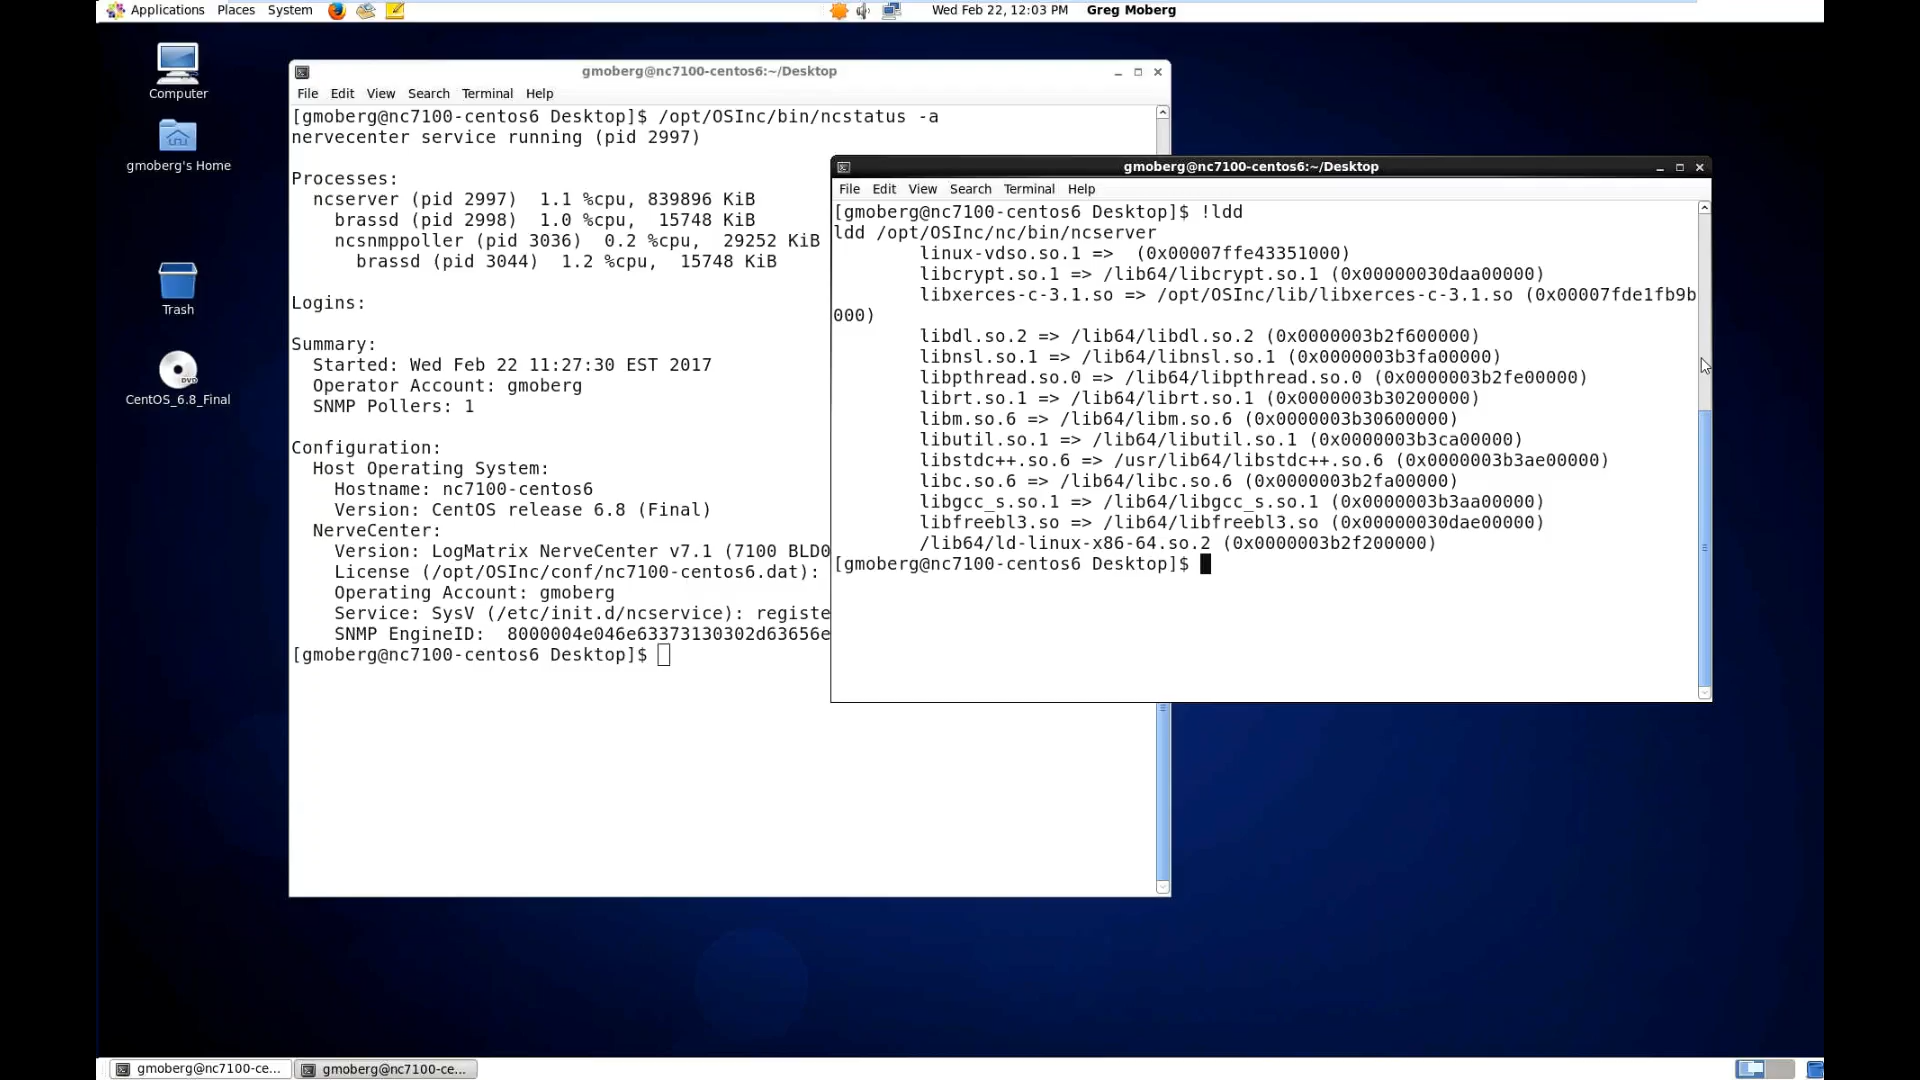 Applications Places System Wed Feb 22, 12:03 PM Greg Moberg
Computer
gmoberg's Home
Trash
DVD
CentOS_6.8_Final
gmoberg@nc7100-centos6:~/Desktop
File Edit View Search Terminal Help
[gmoberg@nc7100-centos6 Desktop]$ /opt/OSInc/bin/ncstatus -a
nervecenter service running (pid 2997)
Processes:
ncserver (pid 2997) 1.1 %cpu, 839896 KiB
brassd (pid 2998) 1.0 %cpu, 15748 KiB
ncsnmppoller (pid 3036) 0.2 %cpu, 29252 KiB
brassd (pid 3044) 1.2 %cpu, 15748 KiB
Logins:
Summary:
Started: Wed Feb 22 11:27:30 EST 2017
Operator Account: gmoberg
SNMP Pollers: 1
Configuration:
Host Operating System:
Hostname: nc7100-centos6
Version: CentOS release 6.8 (Final)
NerveCenter:
Version: LogMatrix NerveCenter v7.1 (7100 BLD0
License (/opt/OSInc/conf/nc7100-centos6.dat):
Operating Account: gmoberg
Service: SysV (/etc/init.d/ncservice): registe
SNMP EngineID: 8000004e046e63373130302d63656e
[gmoberg@nc7100-centos6 Desktop]$
gmoberg@nc7100-centos6:~/Desktop
File Edit View Search Terminal Help
[gmoberg@nc7100-centos6 Desktop]$ !ldd
ldd /opt/OSInc/nc/bin/ncserver
linux-vdso.so.1 => (0x00007ffe43351000)
libcrypt.so.1 => /lib64/libcrypt.so.1 (0x00000030daa00000)
libxerces-c-3.1.so => /opt/OSInc/lib/libxerces-c-3.1.so (0x00007fde1fb9b
000)
libdl.so.2 => /lib64/libdl.so.2 (0x0000003b2f600000)
libnsl.so.1 => /lib64/libnsl.so.1 (0x0000003b3fa00000)
libpthread.so.0 => /lib64/libpthread.so.0 (0x0000003b2fe00000)
librt.so.1 => /lib64/librt.so.1 (0x0000003b30200000)
libm.so.6 => /lib64/libm.so.6 (0x0000003b30600000)
libutil.so.1 => /lib64/libutil.so.1 (0x0000003b3ca00000)
libstdc++.so.6 => /usr/lib64/libstdc++.so.6 (0x0000003b3ae00000)
libc.so.6 => /lib64/libc.so.6 (0x0000003b2fa00000)
libgcc_s.so.1 => /lib64/libgcc_s.so.1 (0x0000003b3aa00000)
libfreebl3.so => /lib64/libfreebl3.so (0x00000030dae00000)
/lib64/ld-linux-x86-64.so.2 (0x0000003b2f200000)
[gmoberg@nc7100-centos6 Desktop]$
gmoberg@nc7100-ce... gmoberg@nc7100-ce...